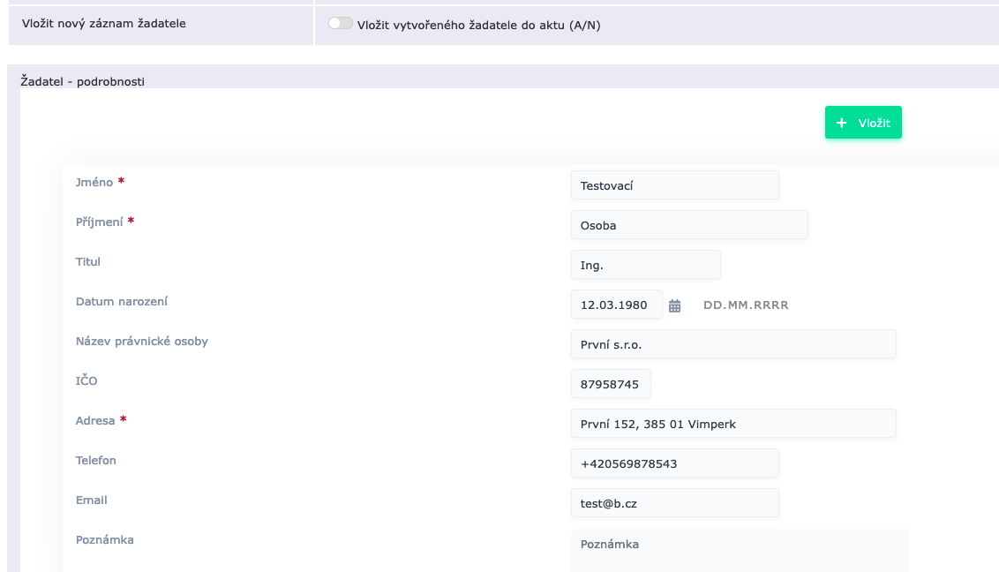 Vložit nový záznam žadatele
Vložit vytvořeného žadatele do aktu (A/N)
Žadatel - podrobnosti
+ Vložit
Jméno * Testovací
Příjmení * Osoba
Titul Ing.
Datum narození 12.03.1980 DD.MM.RRRR
Název právnické osoby První s.r.o.
IČO 87958745
Adresa * První 152, 385 01 Vimperk
Telefon +420569878543
Email test@b.cz
Poznámka Poznámka